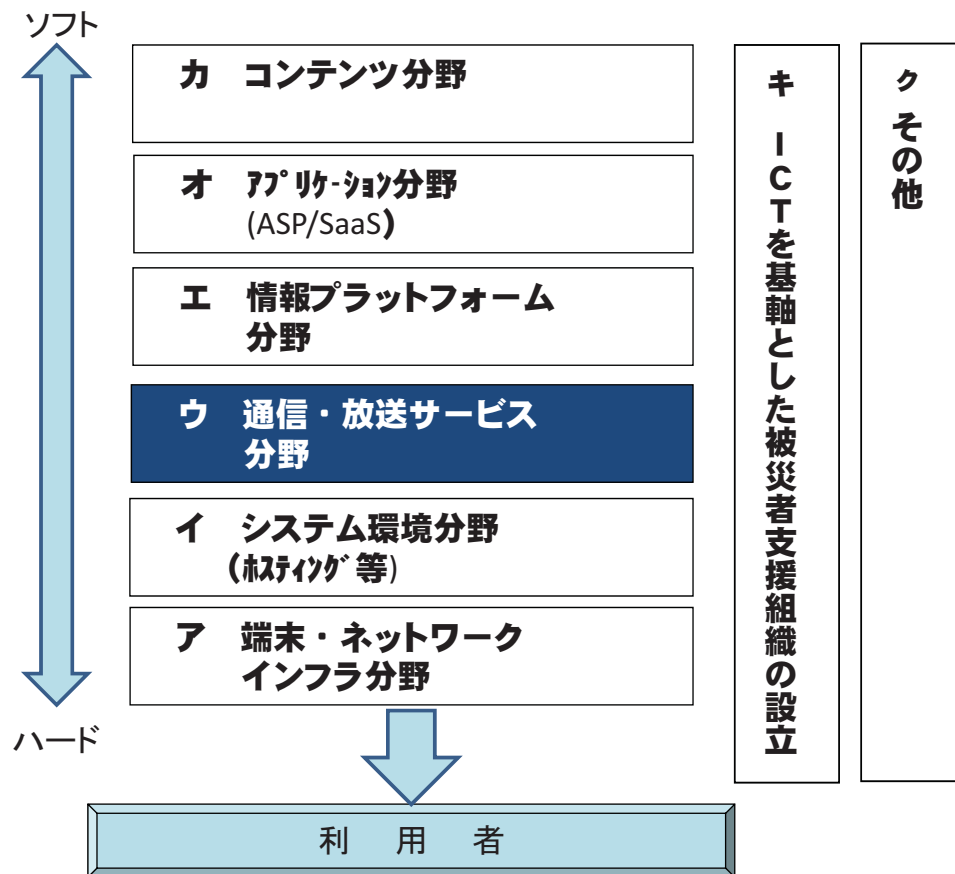 ソフト
カ　コンテンツ分野
オ　ｱﾌﾟﾘｹ-ｼｮﾝ分野
(ASP/SaaS)
エ　情報プラットフォーム
分野
ウ　通信・放送サービス
分野
イ　システム環境分野
(ﾎｽﾃｨﾝｸﾞ等)
ア　端末・ネットワーク
インフラ分野
ハード
利　用　者
キ　ICTを基軸とした被災者支援組織の設立
ク　その他